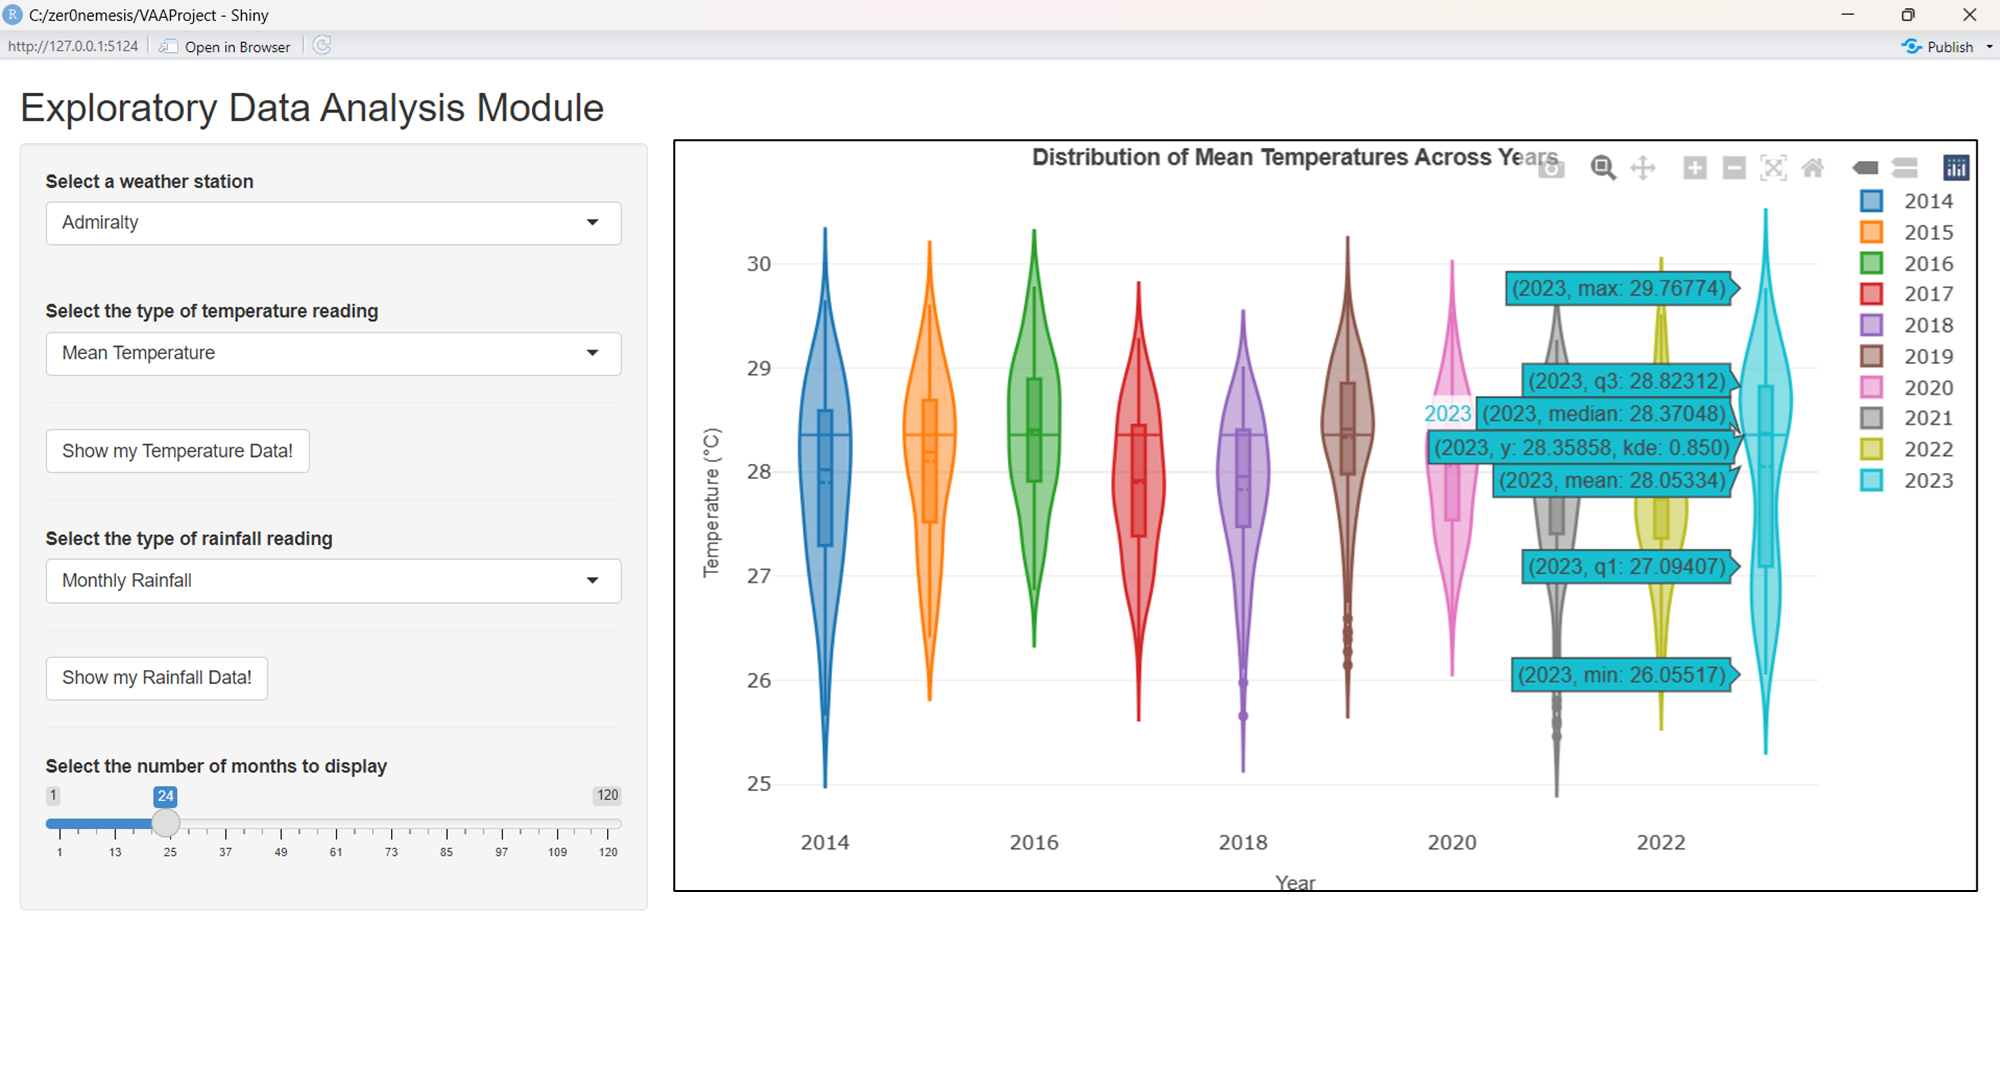 C:/zer0nemesis/VAAProject - Shiny
http://127.0.0.1:5124 Open in Browser Publish
Exploratory Data Analysis Module
Select a weather station
Admiralty
Select the type of temperature reading
Mean Temperature
Show my Temperature Data!
Select the type of rainfall reading
Monthly Rainfall
Show my Rainfall Data!
Select the number of months to display
1 24 120
1 13 25 37 49 61 73 85 97 109 120
Distribution of Mean Temperatures Across Years
Temperature (°C)
30
29
28
27
26
25
2014 2016 2018 2020 2022
Year
(2023, max: 29.76774)
(2023, q3: 28.82312)
2023 (2023, median: 28.37048)
(2023, y: 28.35858, kde: 0.850)
(2023, mean: 28.05334)
(2023, q1: 27.09407)
(2023, min: 26.05517)
2014
2015
2016
2017
2018
2019
2020
2021
2022
2023